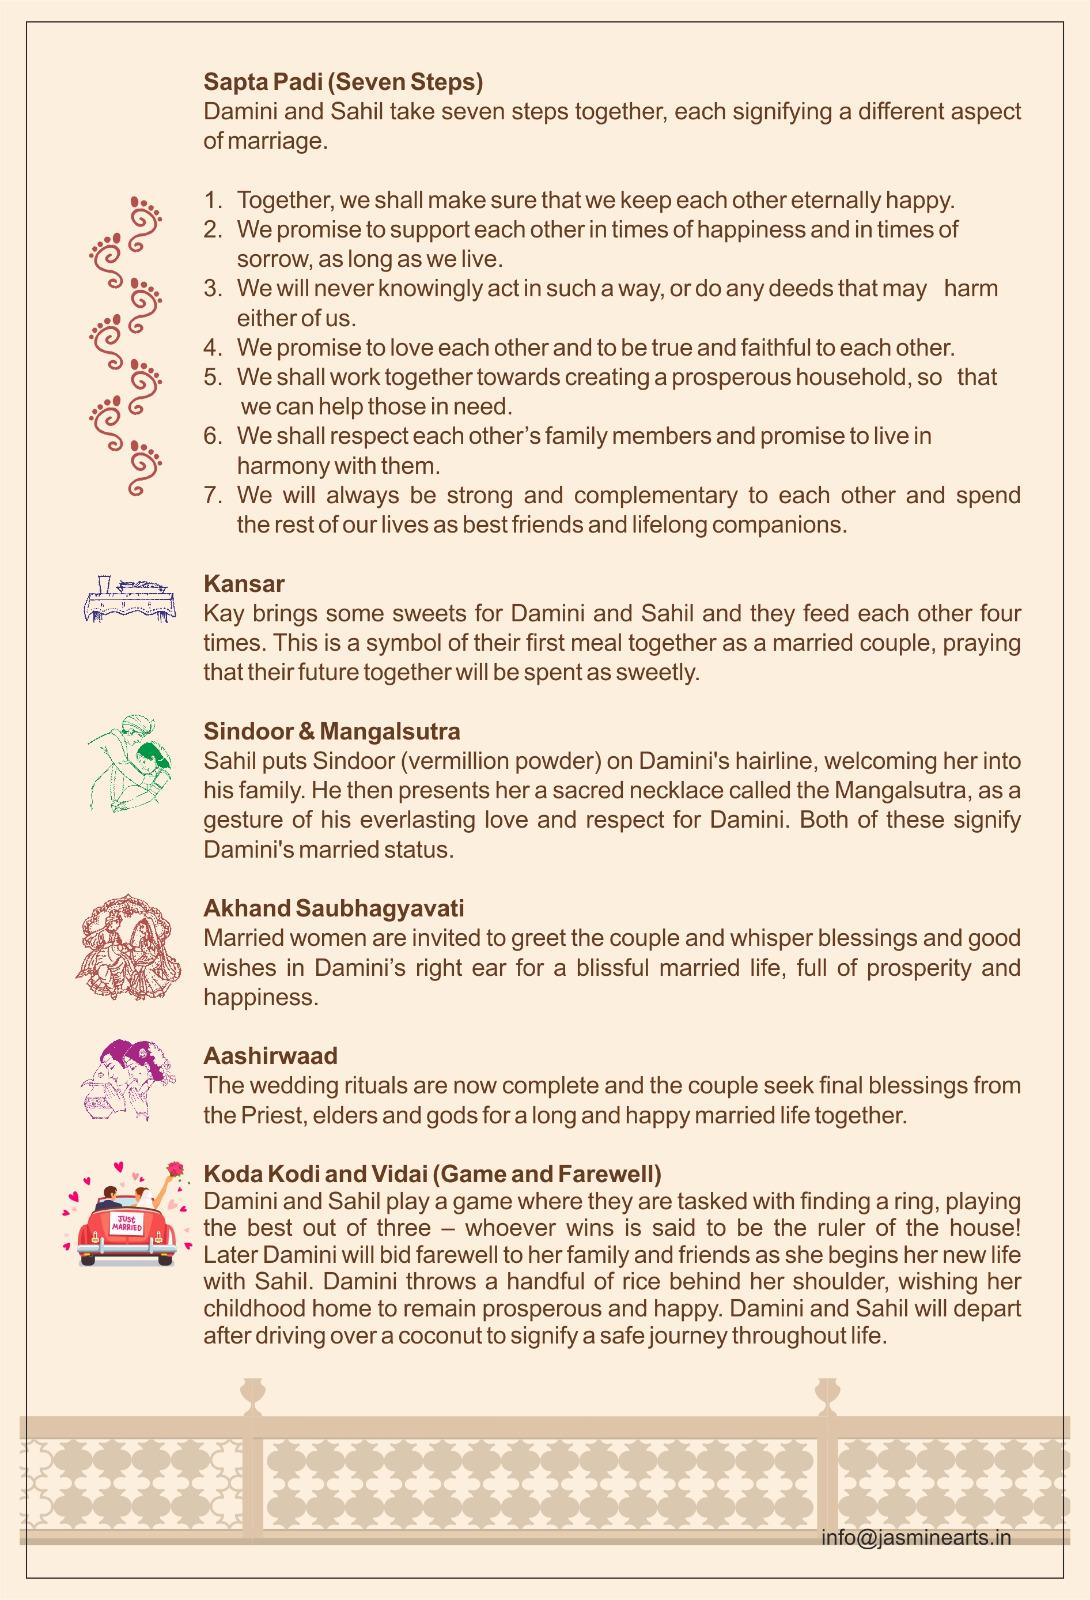 Sapta Padi (Seven Steps)
Damini and Sahil take seven steps together, each signifying a different aspect
of marriage.
1. Together, we shall make sure that we keep each other eternally happy.
2. We promise to support each other in times of happiness and in times of
sorrow, as long as we live.
3. We will never knowingly act in such a way, or do any deeds that may harm
either of us.
4. We promise to love each other and to be true and faithful to each other.
5. We shall work together towards creating a prosperous household, so that
we can help those in need.
6. We shall respect each other’s family members and promise to live in
harmony with them.
7. We will always be strong and complementary to each other and spend
the rest of our lives as best friends and lifelong companions.
Kansar
Kay brings some sweets for Damini and Sahil and they feed each other four
times. This is a symbol of their first meal together as a married couple, praying
that their future together will be spent as sweetly.
Sindoor & Mangalsutra
Sahil puts Sindoor (vermillion powder) on Damini's hairline, welcoming her into
his family. He then presents her a sacred necklace called the Mangalsutra, as a
gesture of his everlasting love and respect for Damini. Both of these signify
Damini's married status.
Akhand Saubhagyavati
Married women are invited to greet the couple and whisper blessings and good
wishes in Damini’s right ear for a blissful married life, full of prosperity and
happiness.
Aashirwaad
The wedding rituals are now complete and the couple seek final blessings from
the Priest, elders and gods for a long and happy married life together.
JUST
MARRIED
Koda Kodi and Vidai (Game and Farewell)
Damini and Sahil play a game where they are tasked with finding a ring, playing
the best out of three – whoever wins is said to be the ruler of the house!
Later Damini will bid farewell to her family and friends as she begins her new life
with Sahil. Damini throws a handful of rice behind her shoulder, wishing her
childhood home to remain prosperous and happy. Damini and Sahil will depart
after driving over a coconut to signify a safe journey throughout life.
info@jasminearts.in